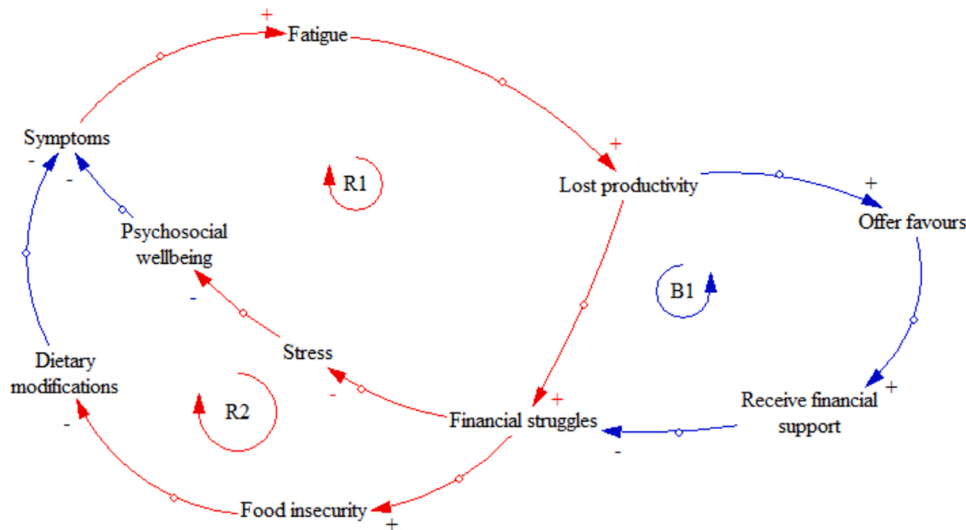 +
Fatigue
+
Symptoms
-
-
R1
Lost productivity
+
Offer favours
Psychosocial
wellbeing
-
B1
Stress
-
Dietary
modifications
-
R2
+
Financial struggles
-
+
Receive financial
support
Food insecurity
+